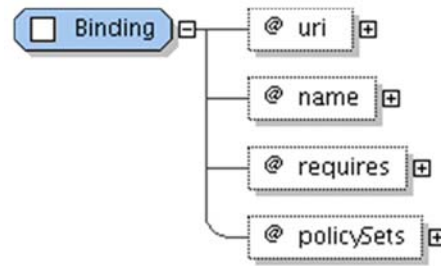 Binding
@ uri
@ name
@ requires
@ policySets